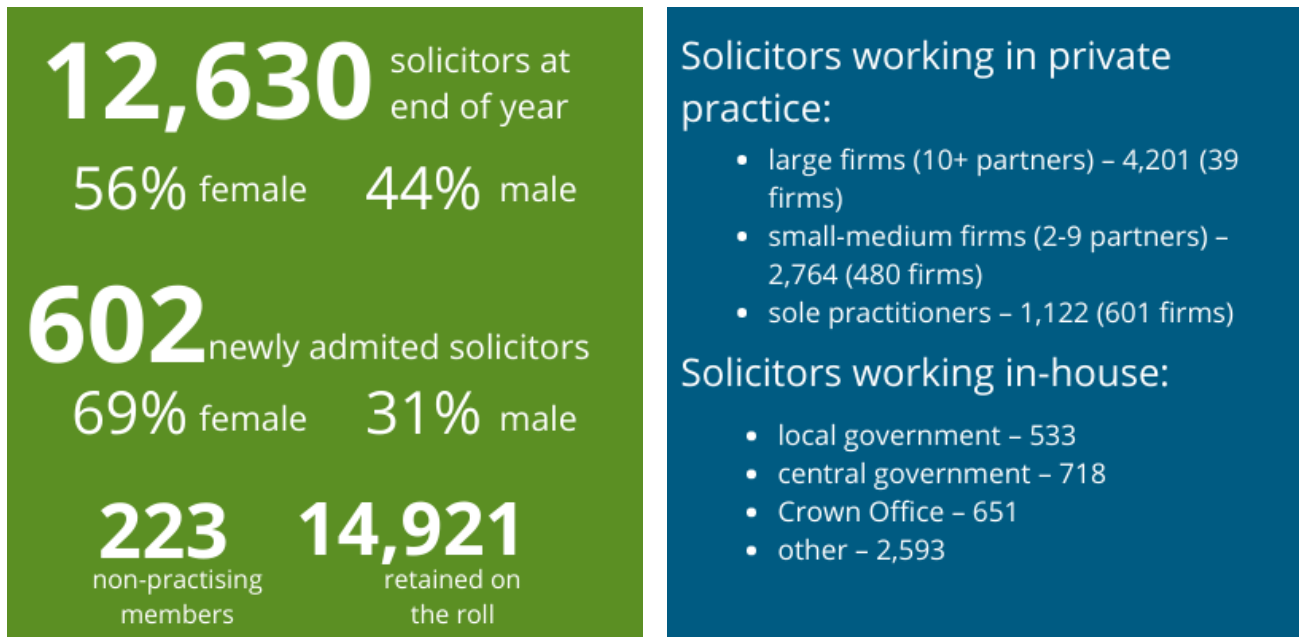 12,630 solicitors at
end of year
56% female 44% male
602 newly admited solicitors
69% female 31% male
223 14,921
non-practising retained on
members the roll
Solicitors working in private
practice:
• large firms (10+ partners) – 4,201 (39
firms)
• small-medium firms (2-9 partners) –
2,764 (480 firms)
• sole practitioners – 1,122 (601 firms)
Solicitors working in-house:
• local government – 533
• central government – 718
• Crown Office – 651
• other – 2,593